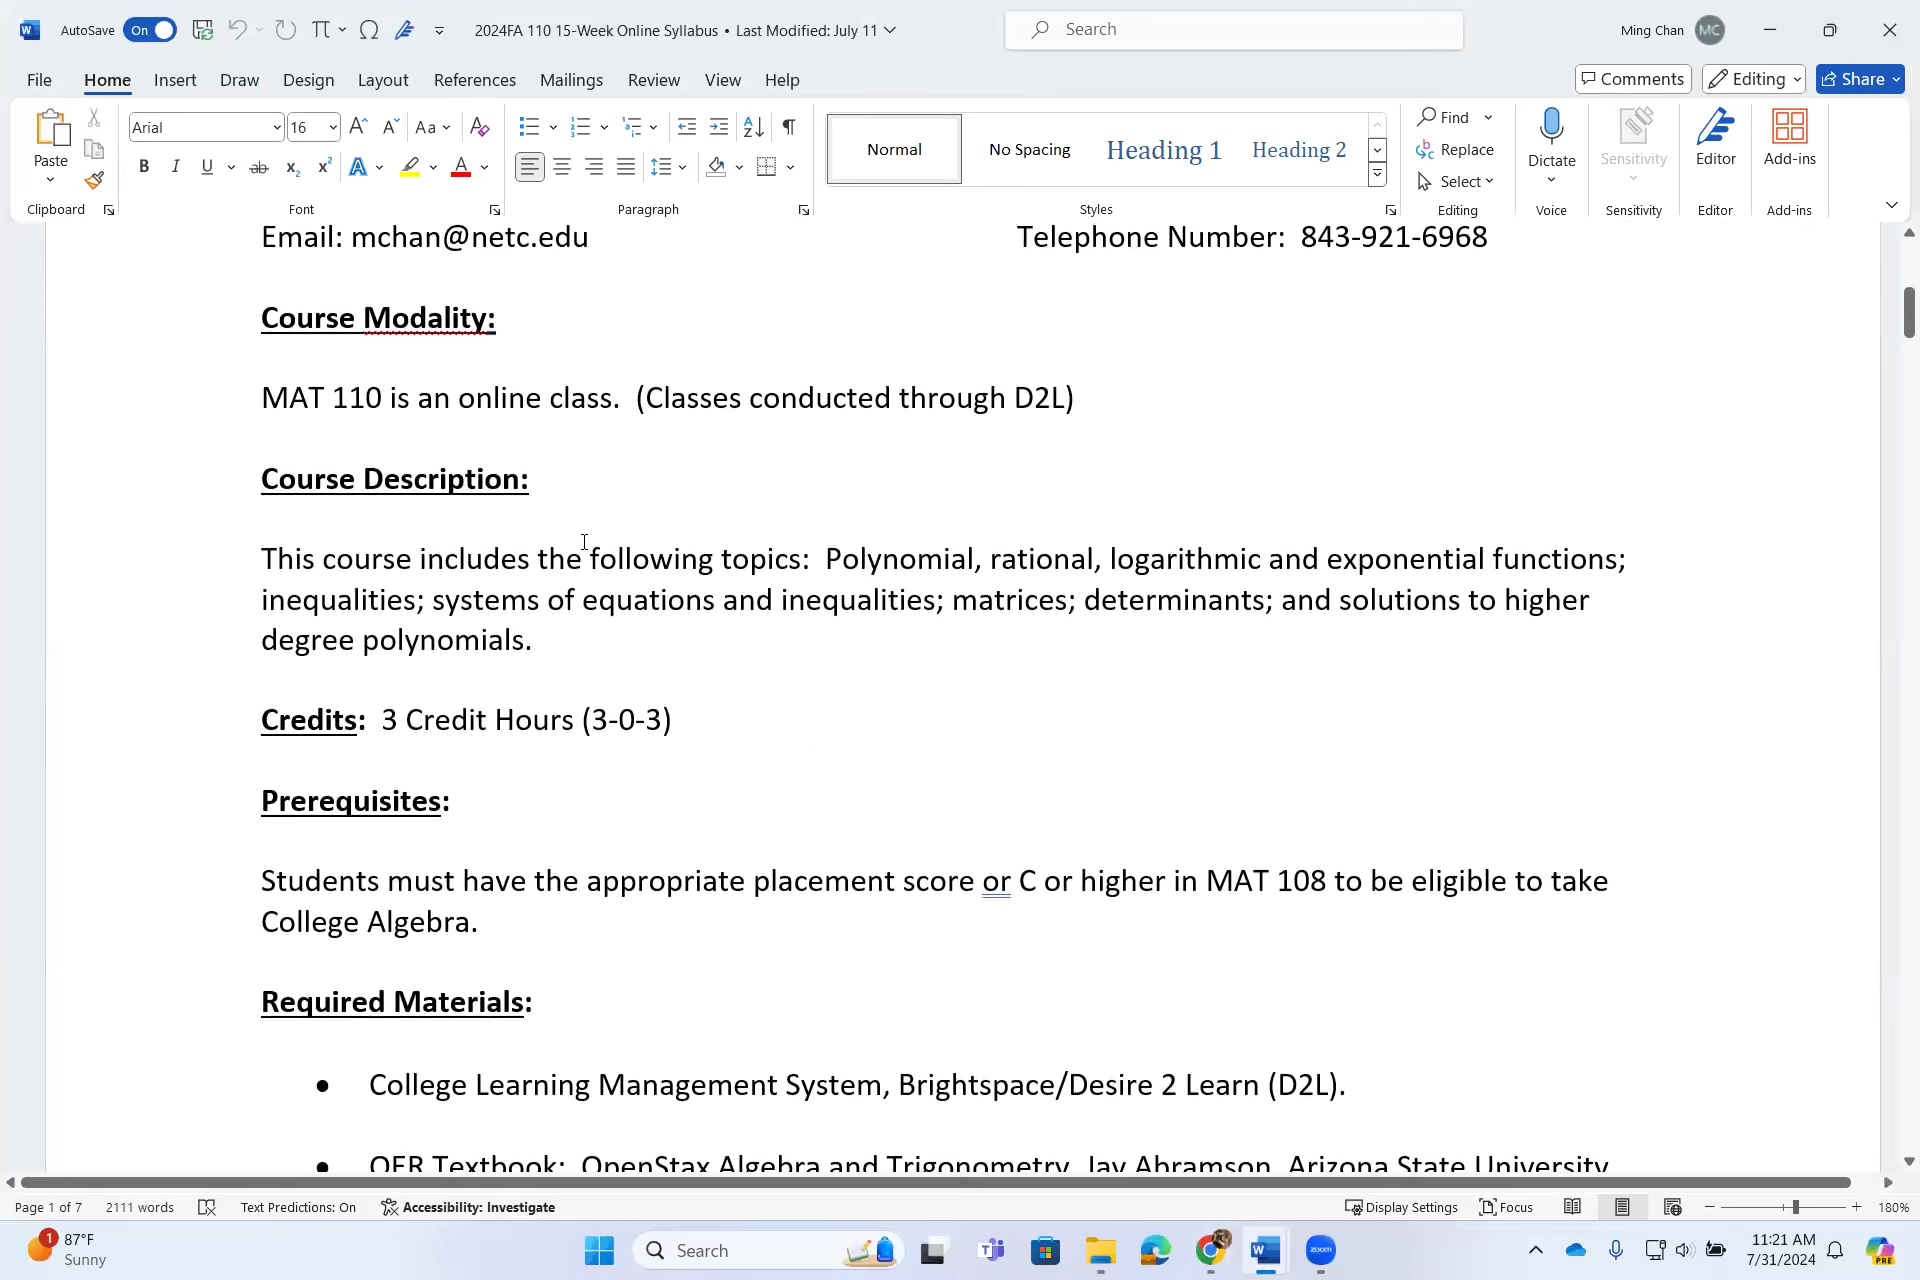 AutoSave On 2024FA 110 15-Week Online Syllabus • Last Modified: July 11 Search Ming Chan MC
File Home Insert Draw Design Layout References Mailings Review View Help Comments Editing Share
Arial 16 Aa Find
Paste Normal No Spacing Heading 1 Heading 2 Replace Dictate Sensitivity Editor Add-ins
Select
Clipboard Font Paragraph Styles Editing Voice Sensitivity Editor Add-ins
Email: mchan@netc.edu Telephone Number: 843-921-6968
Course Modality:
MAT 110 is an online class. (Classes conducted through D2L)
Course Description:
This course includes the following topics: Polynomial, rational, logarithmic and exponential functions;
inequalities; systems of equations and inequalities; matrices; determinants; and solutions to higher
degree polynomials.
Credits: 3 Credit Hours (3-0-3)
Prerequisites:
Students must have the appropriate placement score or C or higher in MAT 108 to be eligible to take
College Algebra.
Required Materials:
• College Learning Management System, Brightspace/Desire 2 Learn (D2L).
• OER Textbook: OpenStax Algebra and Trigonometry, Jay Abramson, Arizona State University
Page 1 of 7 2111 words Text Predictions: On Accessibility: Investigate Display Settings Focus 180%
1 87°F
Sunny
Search
zoom
11:21 AM
7/31/2024
PRE